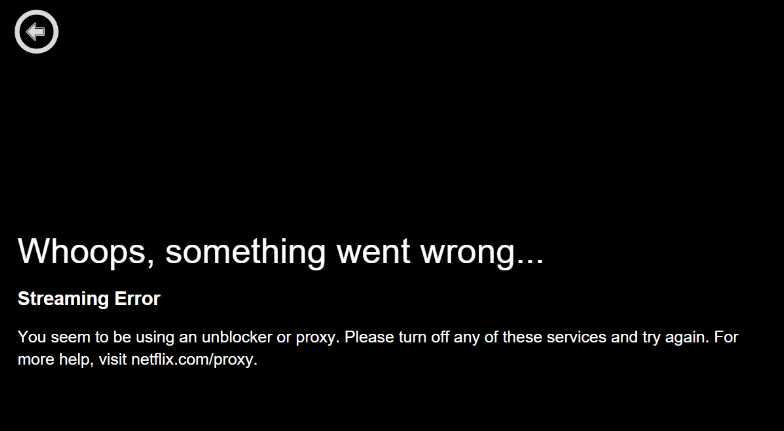 Whoops, something went wrong...
Streaming Error
You seem to be using an unblocker or proxy. Please turn off any of these services and try again. For
more help, visit netflix.com/proxy.